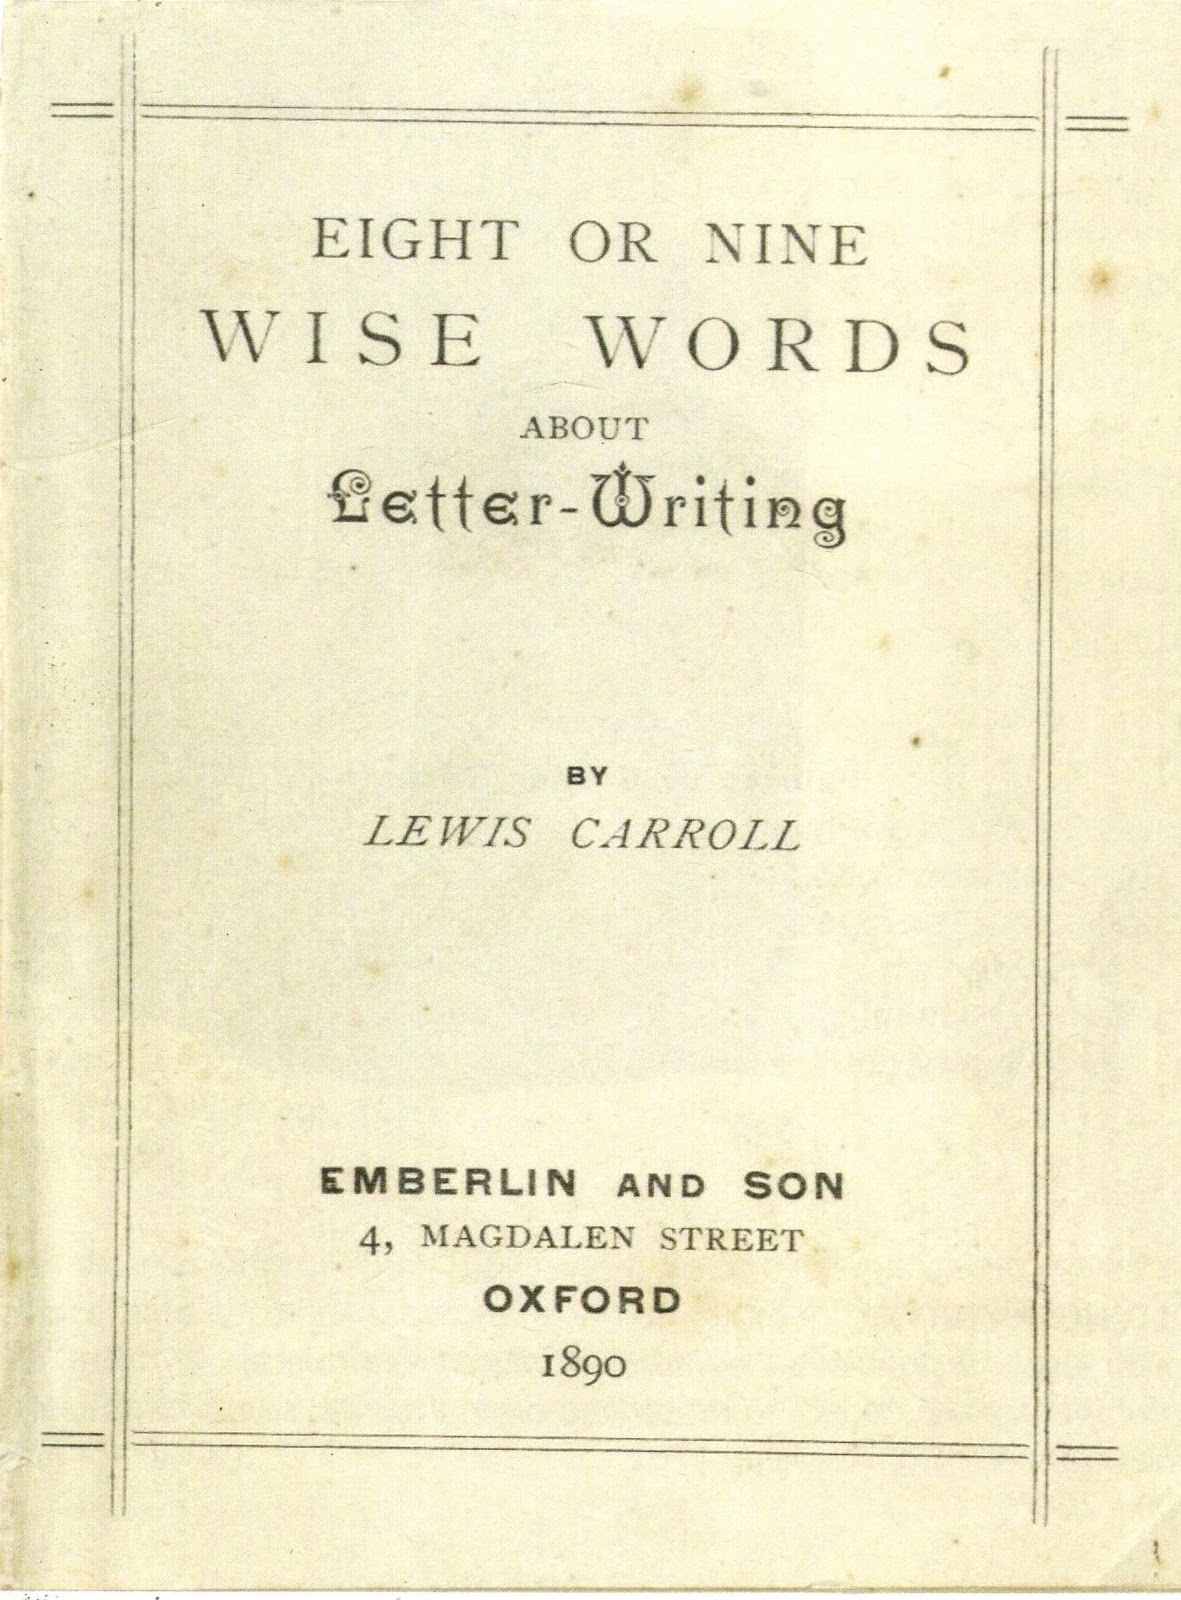 EIGHT OR NINE
WISE WORDS
ABOUT
Letter-Writing
BY
LEWIS CARROLL
EMBERLIN AND SON
4, MAGDALEN STREET
OXFORD
1890